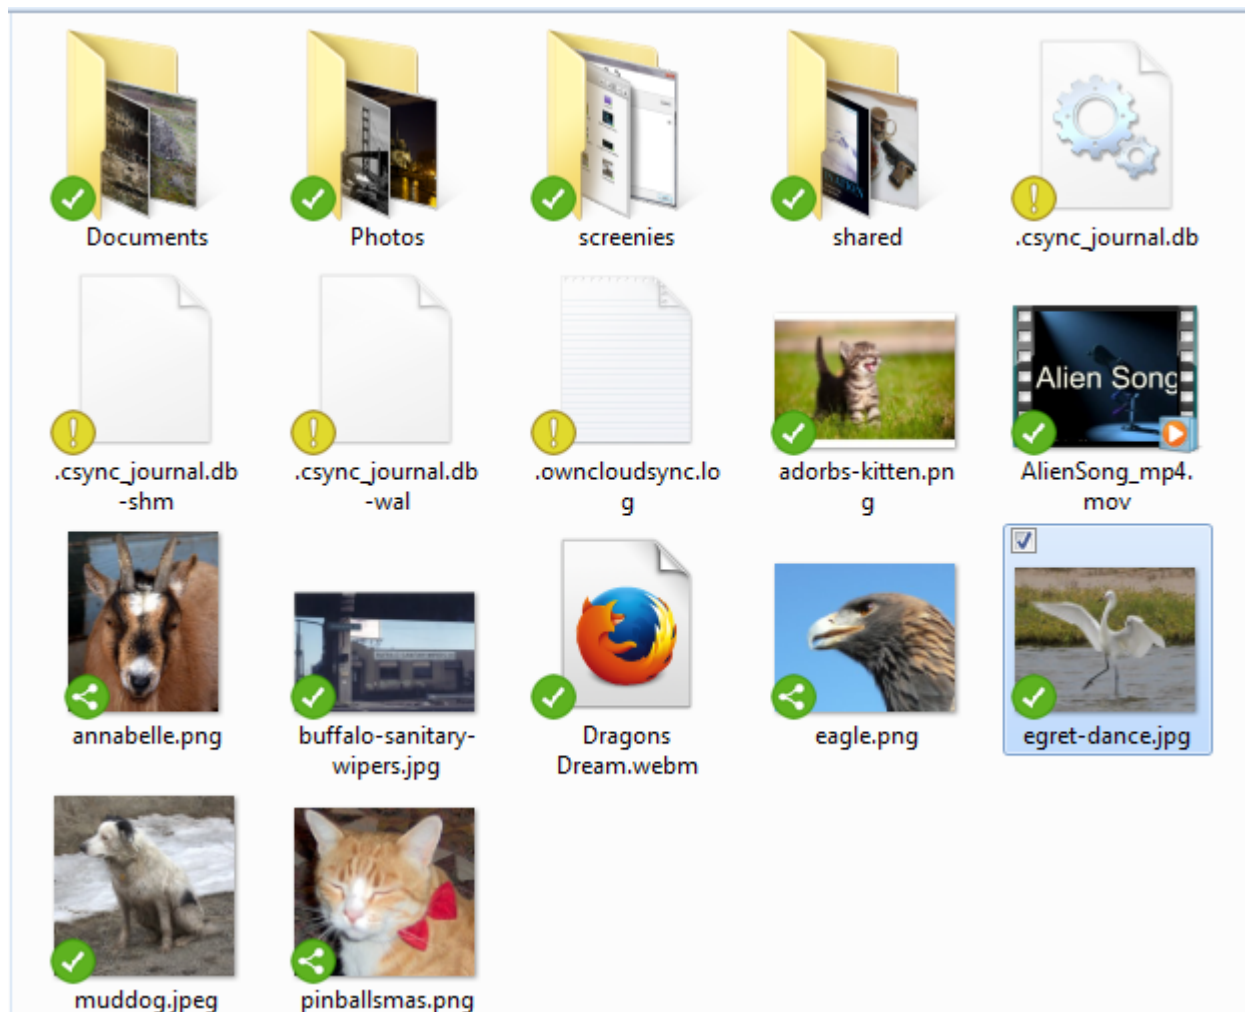 Documents
Photos
screenies
shared
.csync_journal.db
.csync_journal.db
-shm
.csync_journal.db
-wal
.owncloudsync.lo
g
adorbs-kitten.pn
g
Alien Song
AlienSong_mp4.
mov
annabelle.png
buffalo-sanitary-
wipers.jpg
Dragons
Dream.webm
eagle.png
egret-dance.jpg
muddog.jpeg
pinballsmas.png